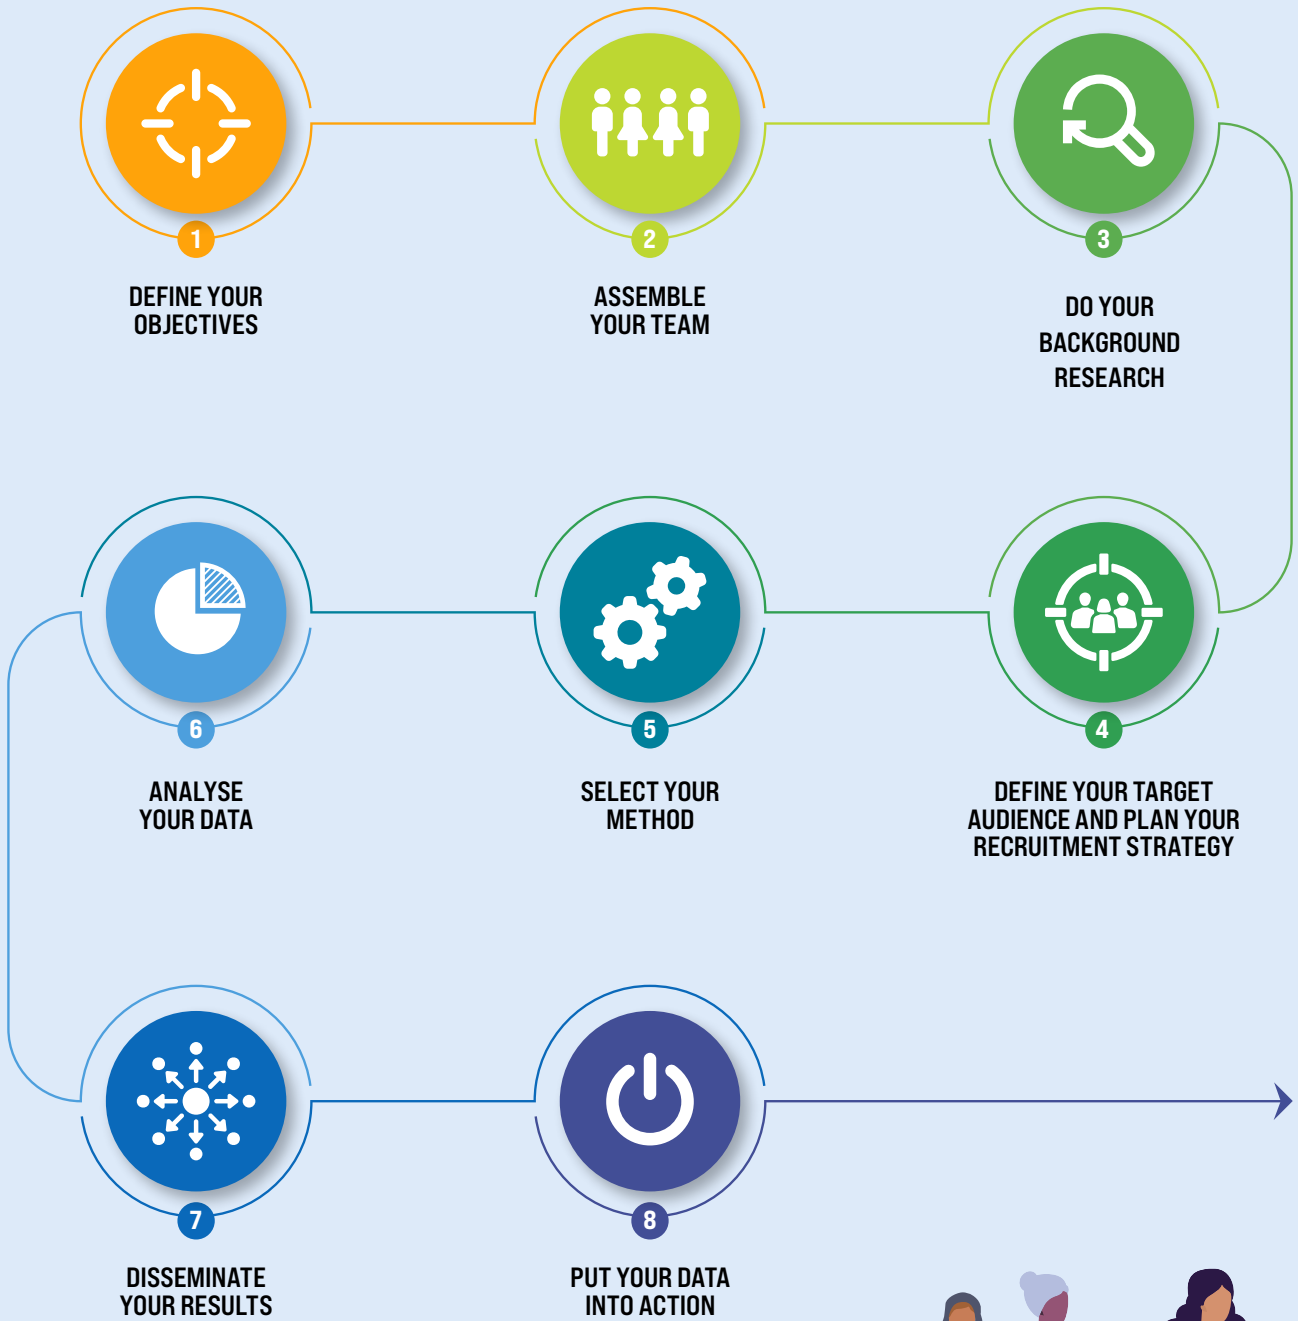 1
DEFINE YOUR
OBJECTIVES
2
ASSEMBLE
YOUR TEAM
3
DO YOUR
BACKGROUND
RESEARCH
4
DEFINE YOUR TARGET
AUDIENCE AND PLAN YOUR
RECRUITMENT STRATEGY
5
SELECT YOUR
METHOD
6
ANALYSE
YOUR DATA
7
DISSEMINATE
YOUR RESULTS
8
PUT YOUR DATA
INTO ACTION